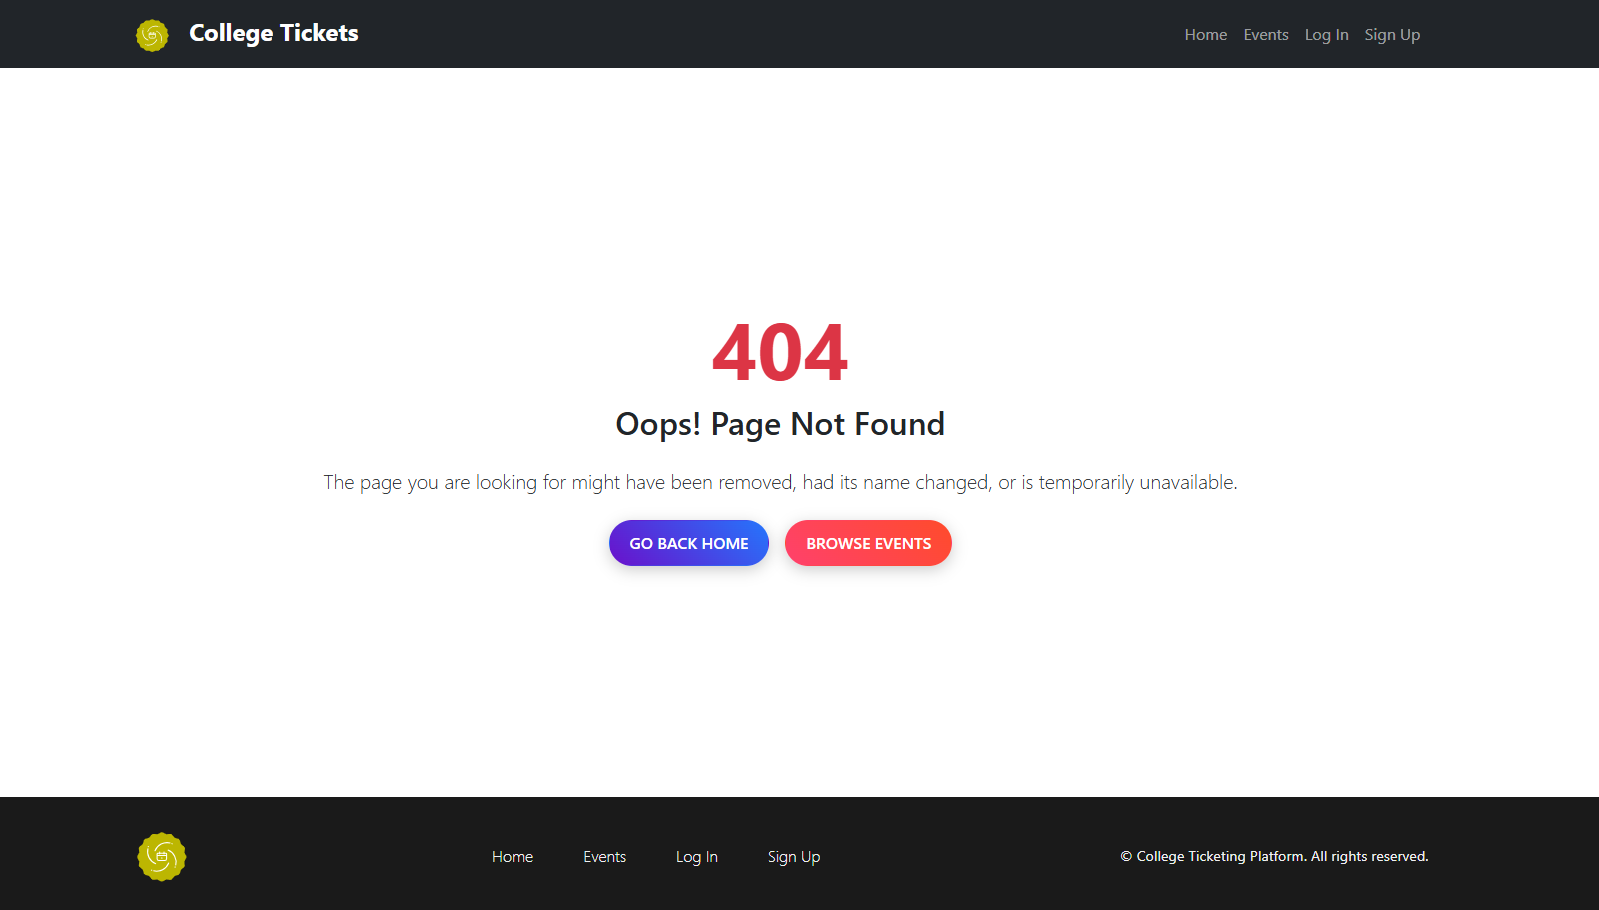 College Tickets
Home Events Log In Sign Up
404
Oops! Page Not Found
The page you are looking for might have been removed, had its name changed, or is temporarily unavailable.
GO BACK HOME BROWSE EVENTS
Home Events Log In Sign Up © College Ticketing Platform. All rights reserved.